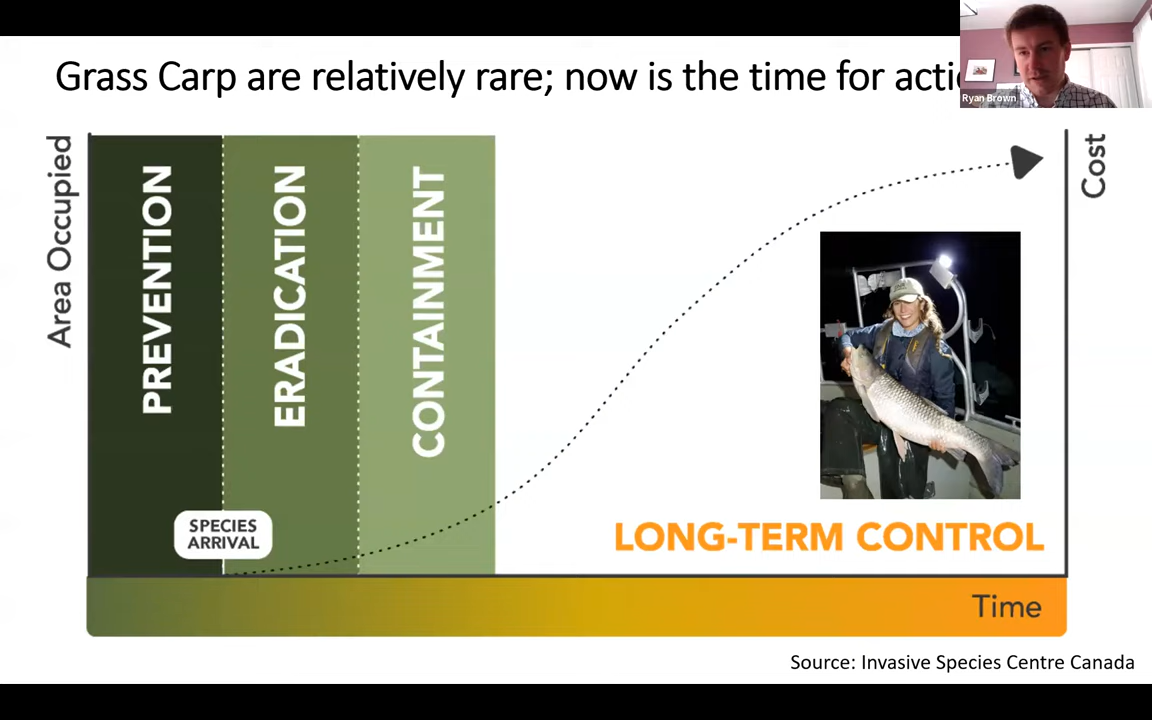 Grass Carp are relatively rare; now is the time for actio
Ryan Brown
Area Occupied
PREVENTION
ERADICATION
CONTAINMENT
Cost
SPECIES
ARRIVAL
LONG-TERM CONTROL
Time
Source: Invasive Species Centre Canada